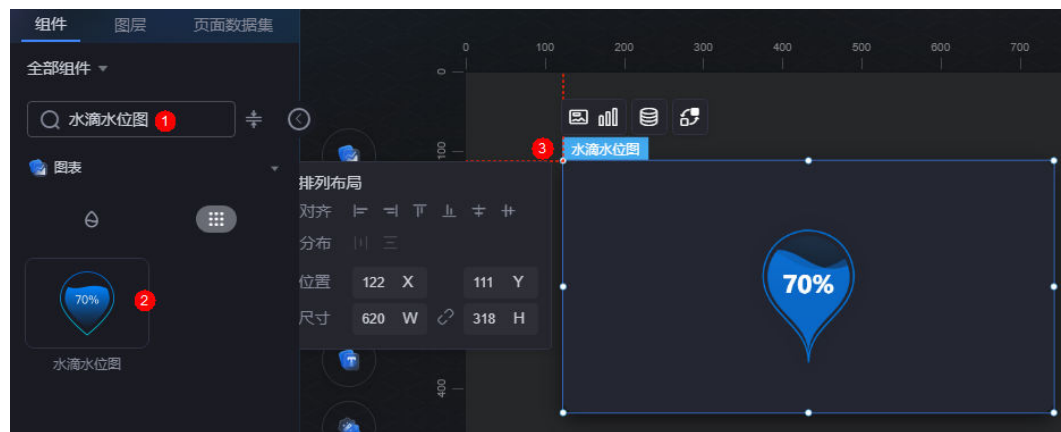 组件 图层 页面数据集
全部组件
水滴水位图 1
图表
70% 2
水滴水位图
排列布局
对齐
分布
位置 122 X 111 Y
尺寸 620 W 318 H
0 100 200 300 400 500 600 700
0
100
400
3 水滴水位图
70%
T